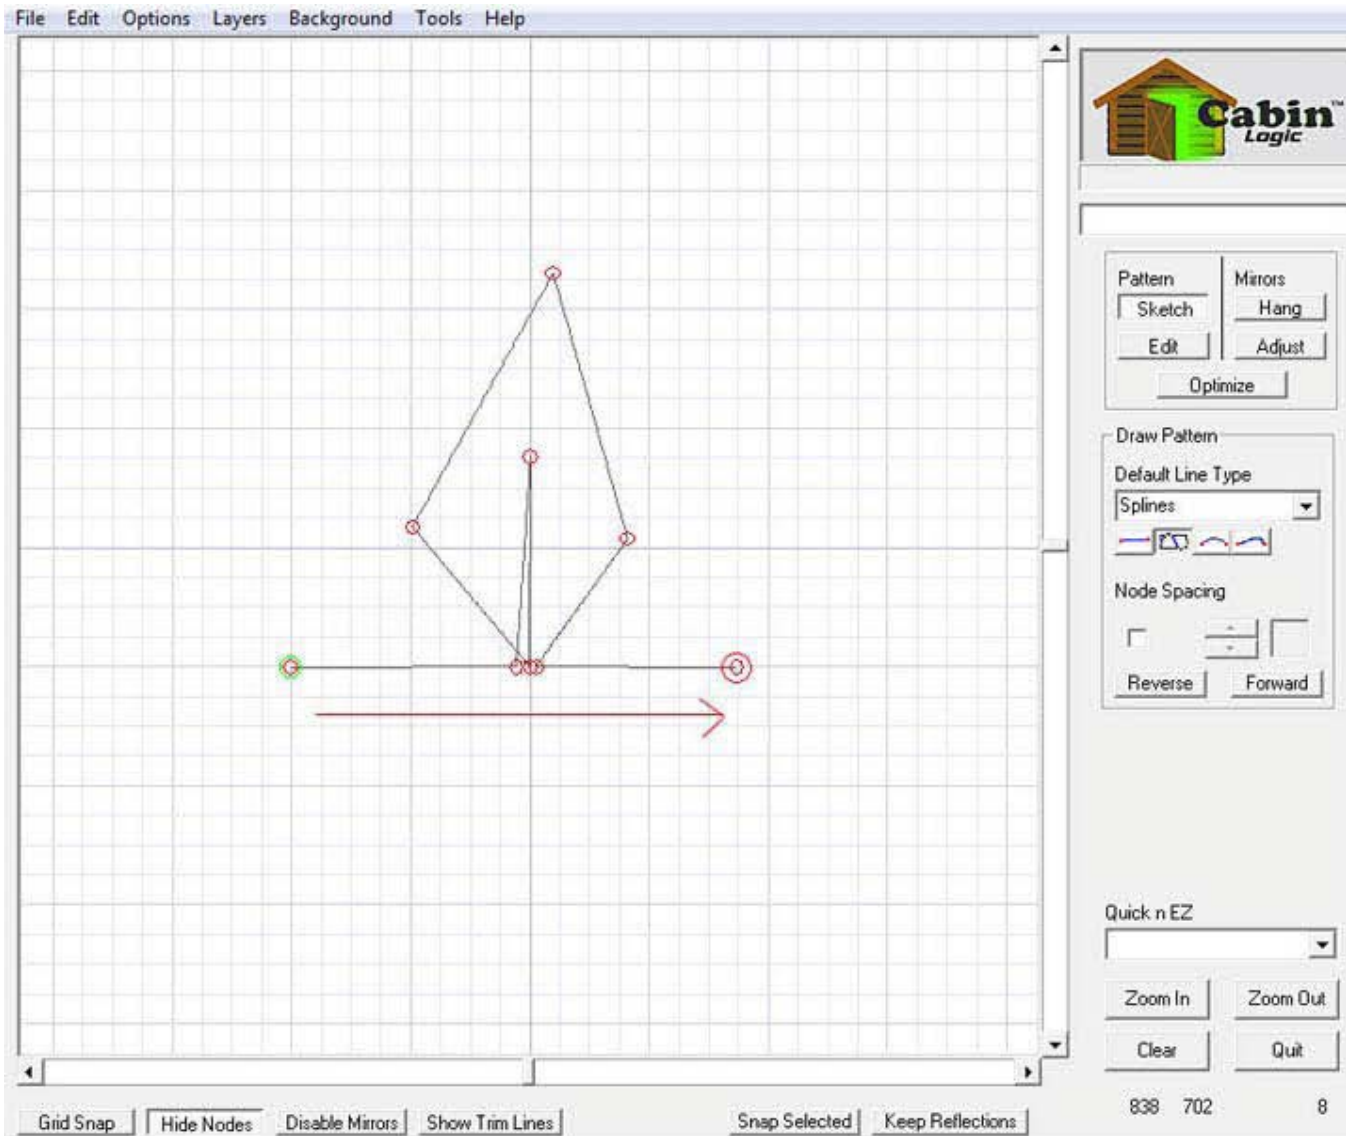 File Edit Options Layers Background Tools Help
Cabin™
Logic
Pattern Mirrors
Sketch Hang
Edit Adjust
Optimize
Draw Pattern
Default Line Type
Splines
Node Spacing
Reverse Forward
Quick n EZ
Zoom In Zoom Out
Clear Quit
838 702 8
Grid Snap Hide Nodes Disable Mirrors Show Trim Lines Snap Selected Keep Reflections